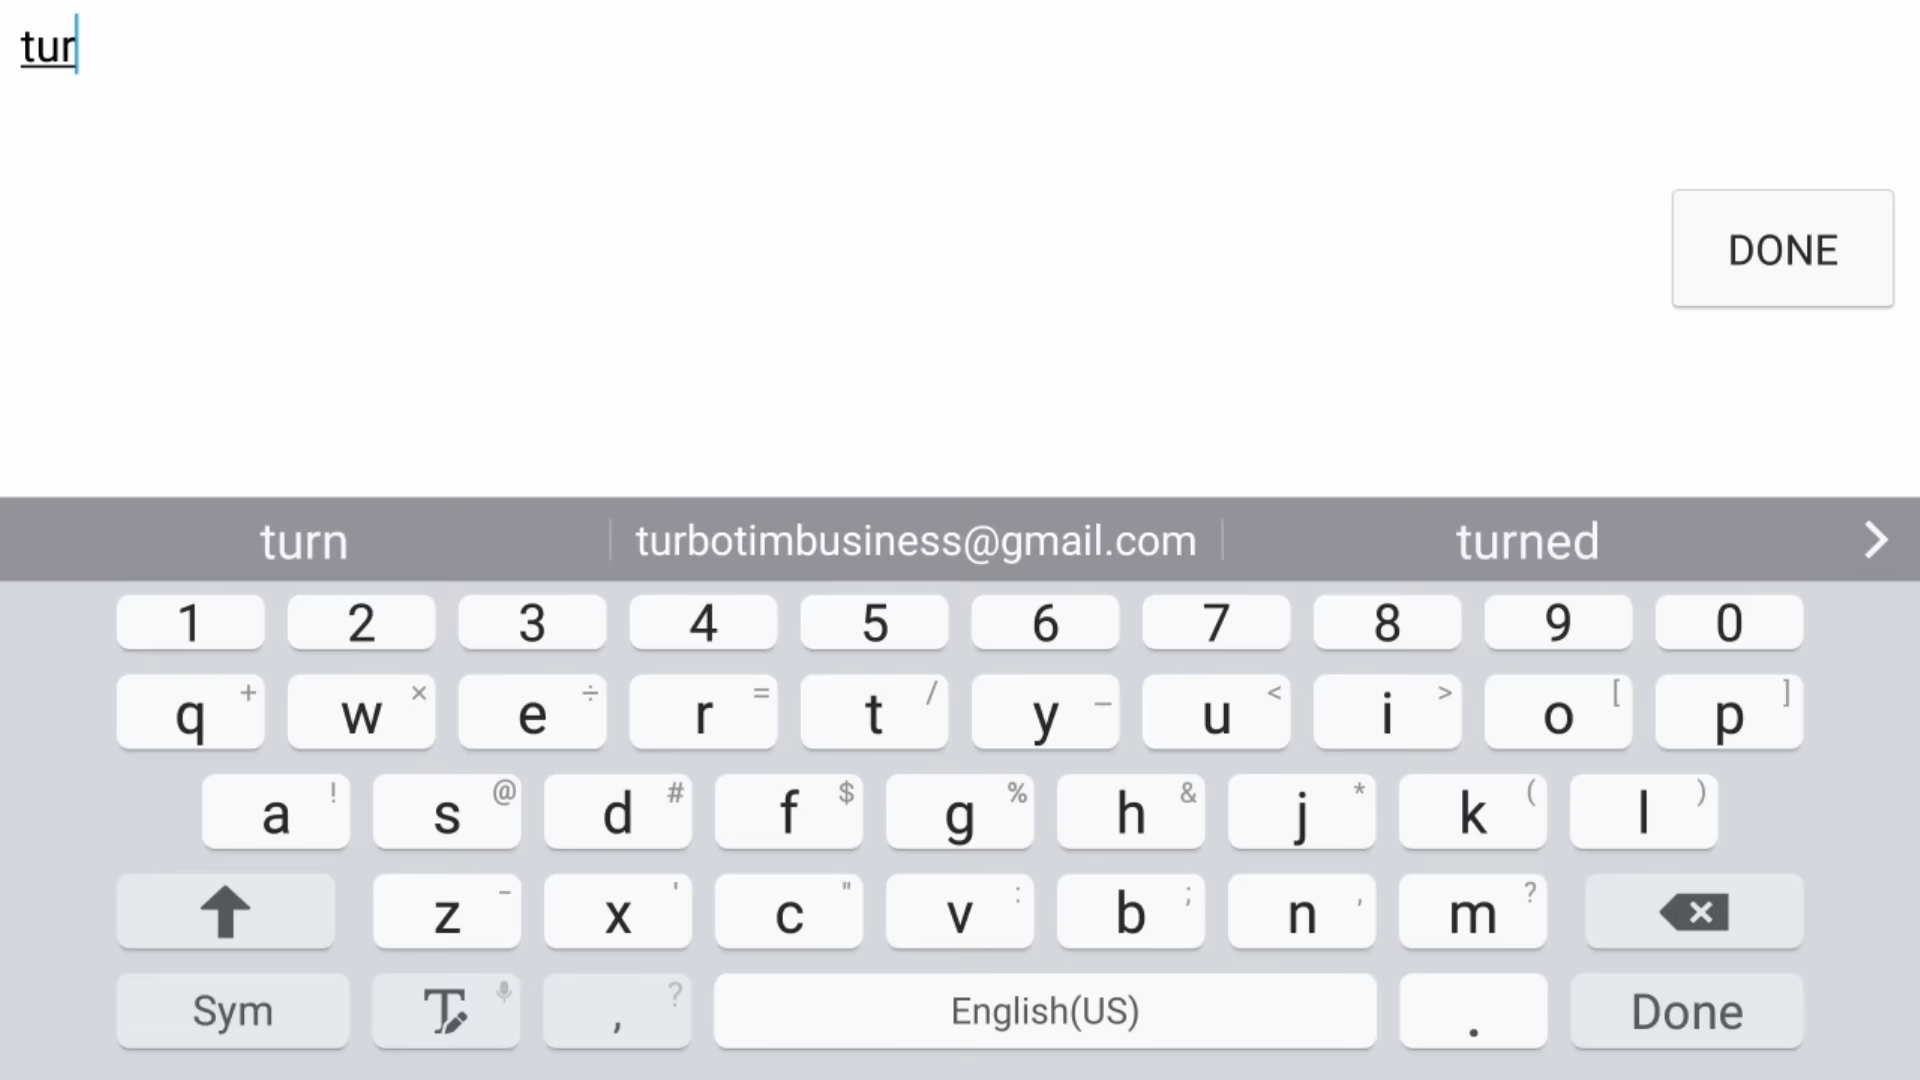 tur
DONE
turn turbotimbusiness@gmail.com turned >
1 2 3 4 5 6 7 8 9 0
q + w × e ÷ r = t / y _ u < i > o [ p ]
a ! s @ d # f $ g % h & j * k ( l )
z - x ' c " v : b ; n , m ?
Sym T , ? English(US) . Done